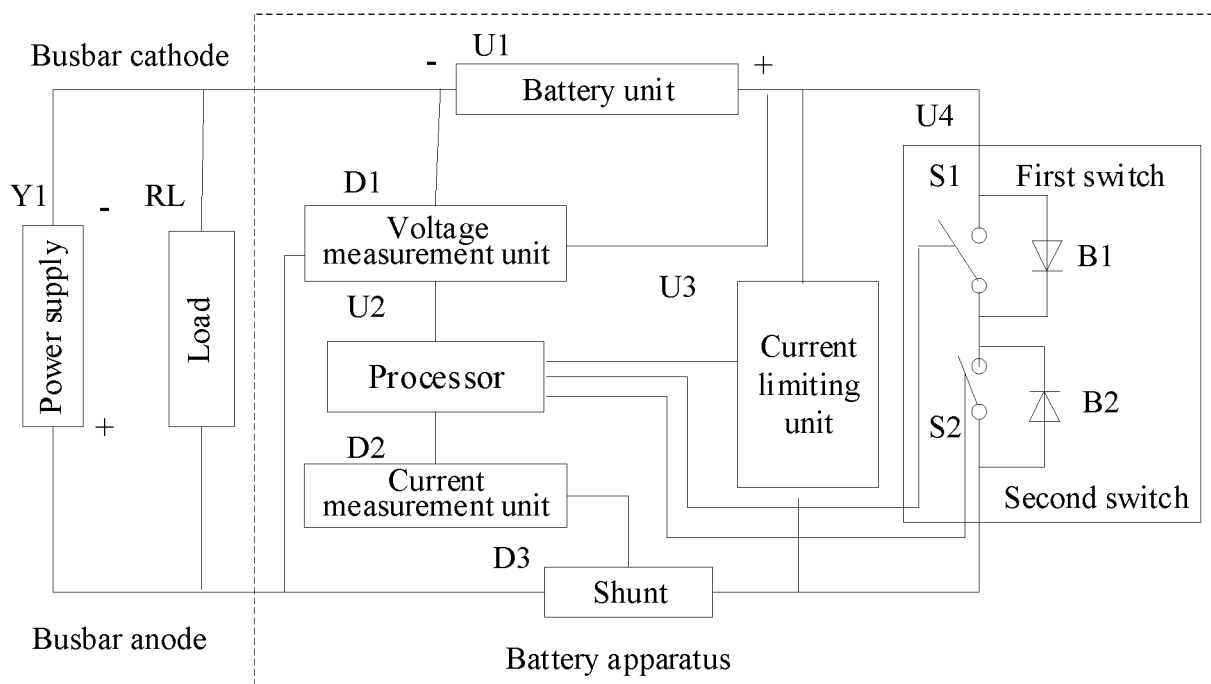 Busbar cathode
-
U1
+
Battery unit
U4
Y1
-
RL
D1
S1
First switch
Voltage
measurement unit
B1
Power supply
Load
U2
U3
Processor
Current
limiting
unit
B2
S2
+
D2
Current
measurement unit
Second switch
D3
Shunt
Busbar anode
Battery apparatus